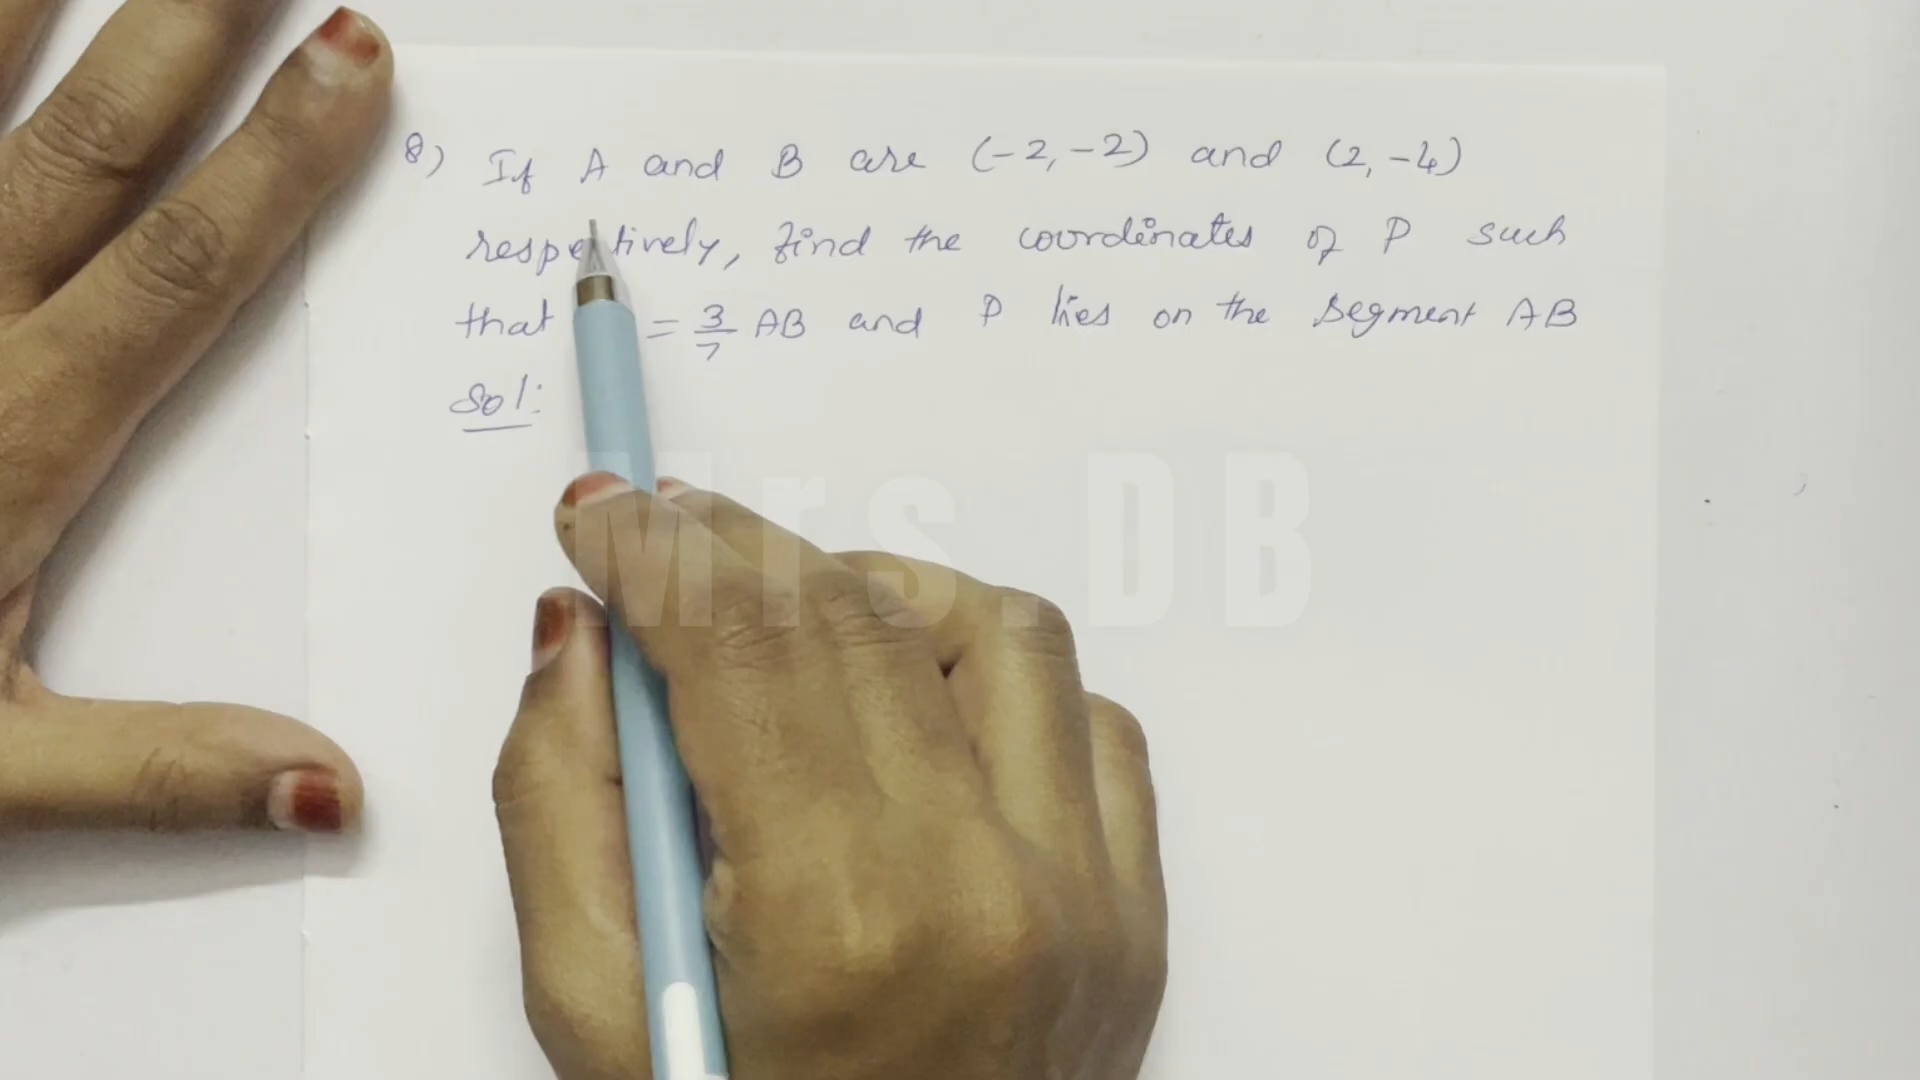 8) If A and B are (-2, -2) and (2, -4)
respectively, find the coordinates of P such
that = 3/7 AB and P lies on the segment AB
Sol:
Mrs.DB